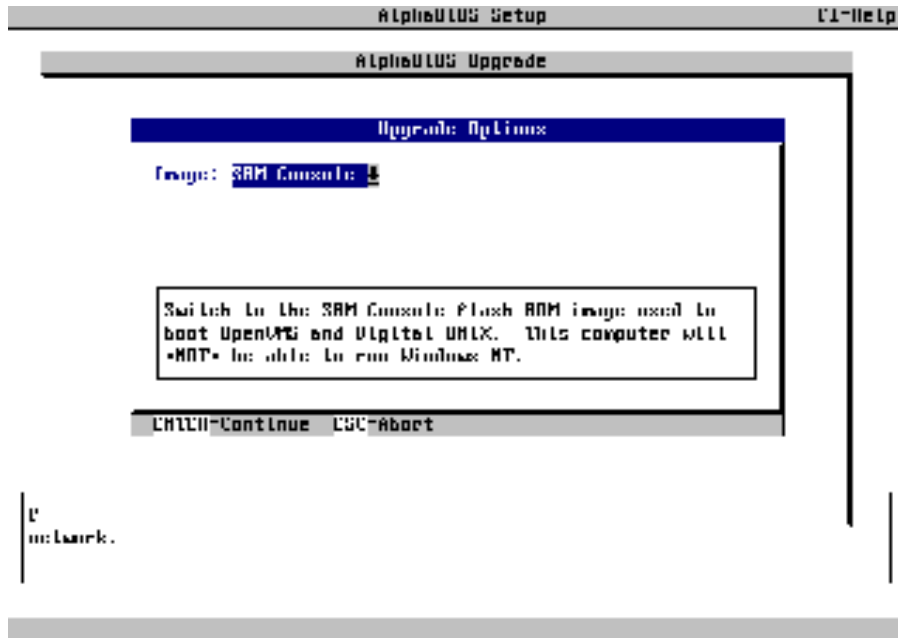 AlphaBIOS Setup F1=Help
AlphaBIOS Upgrade
Upgrade Options
Image: SRM Console
Switch to the SRM Console flash ROM image used to
boot OpenVMS and Digital UNIX. This computer will
*NOT* be able to run Windows NT.
ENTER=Continue ESC=Abort
network.